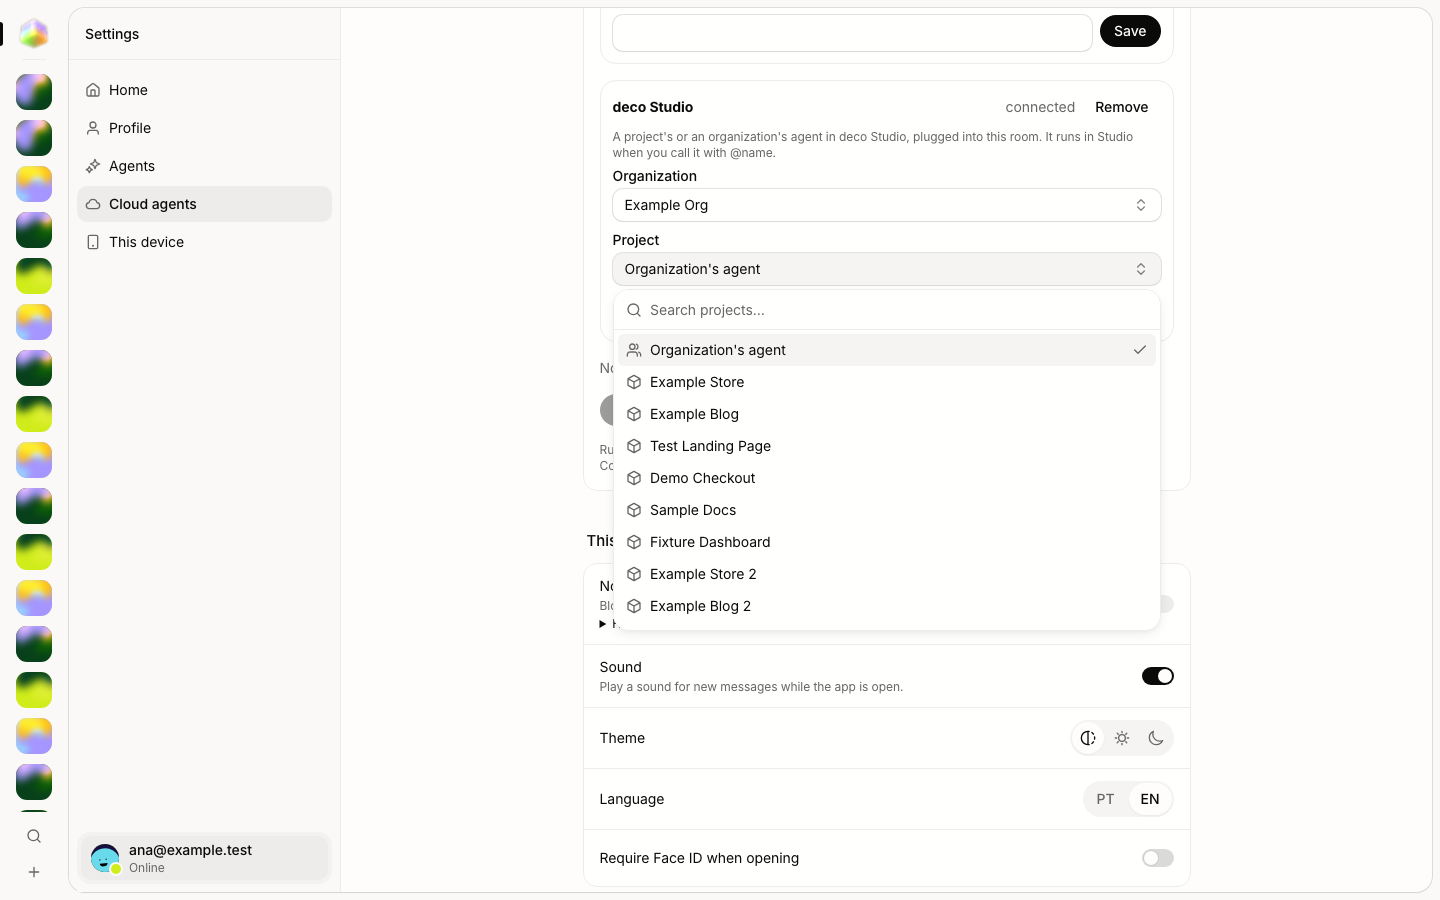 Settings
Home
Profile
Agents
Cloud agents
This device
ana@example.test
Online
Save
deco Studio
connected
Remove
A project's or an organization's agent in deco Studio, plugged into this room. It runs in Studio
when you call it with @name.
Organization
Example Org
Project
Organization's agent
Search projects...
Organization's agent
Example Store
Example Blog
Test Landing Page
Demo Checkout
Sample Docs
Fixture Dashboard
Example Store 2
Example Blog 2
This
Sound
Play a sound for new messages while the app is open.
Theme
Language
PT
EN
Require Face ID when opening